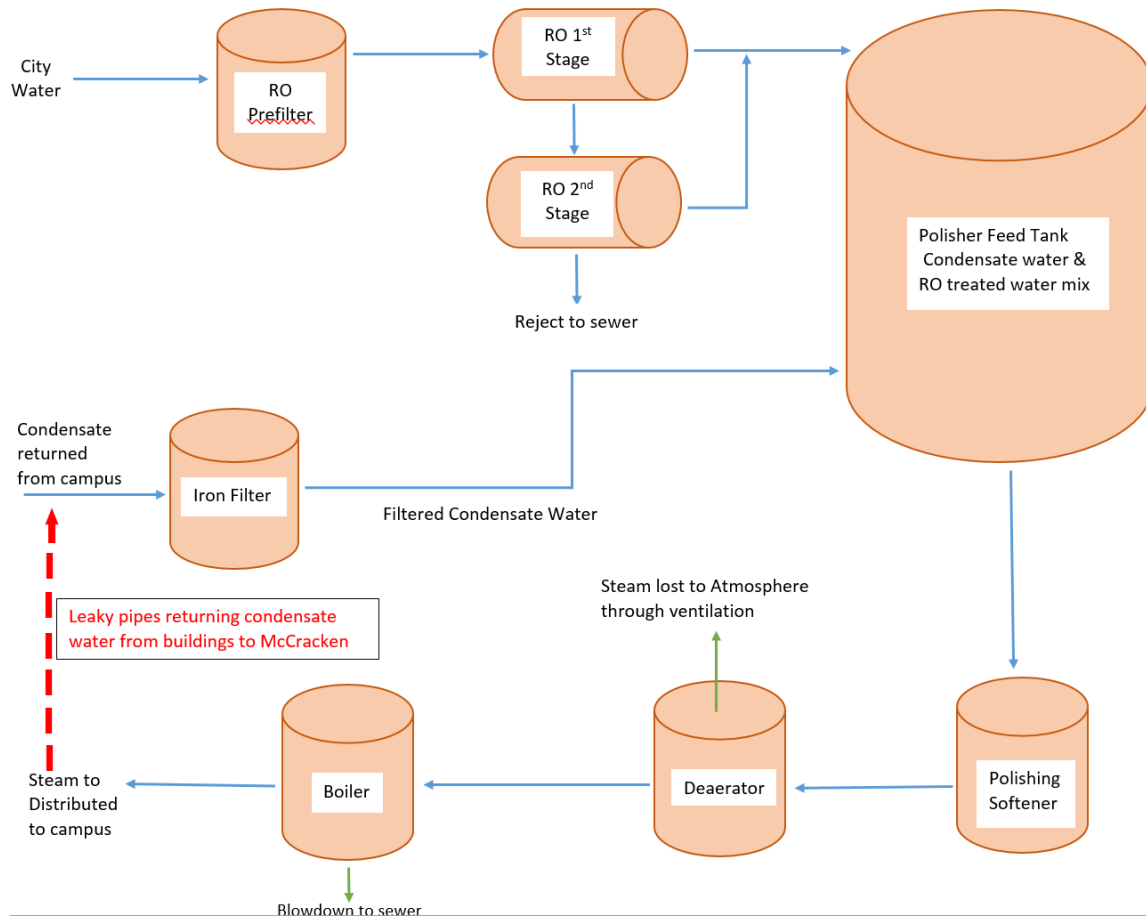 City
Water
RO
Prefilter
RO 1st
Stage
RO 2nd
Stage
Reject to sewer
Polisher Feed Tank
Condensate water &
RO treated water mix
Condensate
returned
from campus
Iron Filter
Filtered Condensate Water
Leaky pipes returning condensate
water from buildings to McCracken
Steam lost to Atmosphere
through ventilation
Steam to
Distributed
to campus
Boiler
Deaerator
Polishing
Softener
Blowdown to sewer